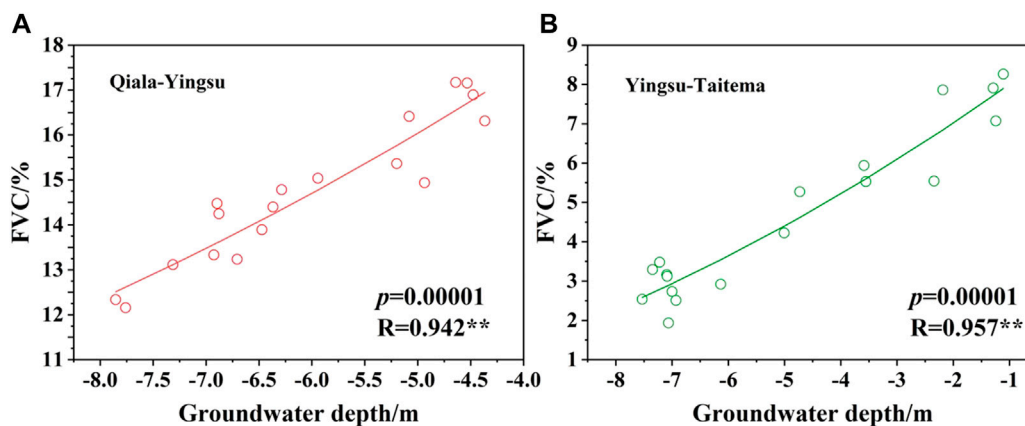 A
Qiala-Yingsu
FVC/%
18
17
16
15
14
13
12
11
p=0.00001
R=0.942**
-8.0 -7.5 -7.0 -6.5 -6.0 -5.5 -5.0 -4.5 -4.0
Groundwater depth/m
B
Yingsu-Taitema
FVC/%
9
8
7
6
5
4
3
2
1
p=0.00001
R=0.957**
-8 -7 -6 -5 -4 -3 -2 -1
Groundwater depth/m